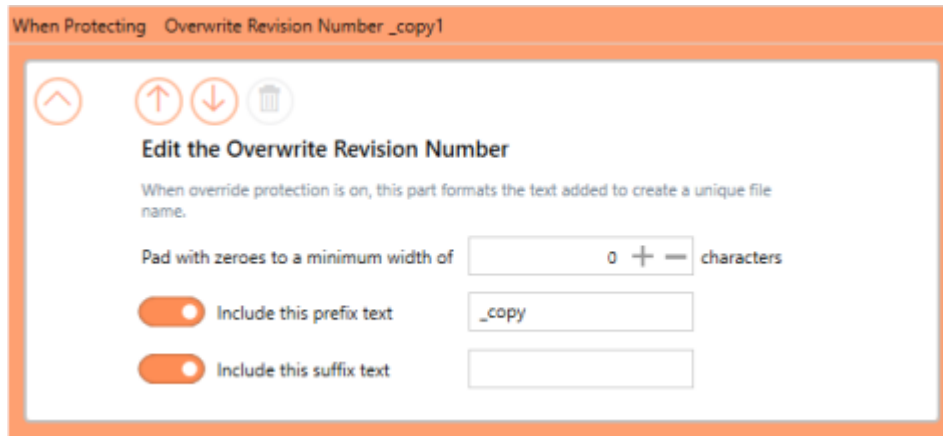 When Protecting Overwrite Revision Number _copy1
Edit the Overwrite Revision Number
When override protection is on, this part formats the text added to create a unique file
name.
Pad with zeroes to a minimum width of 0 characters
Include this prefix text _copy
Include this suffix text